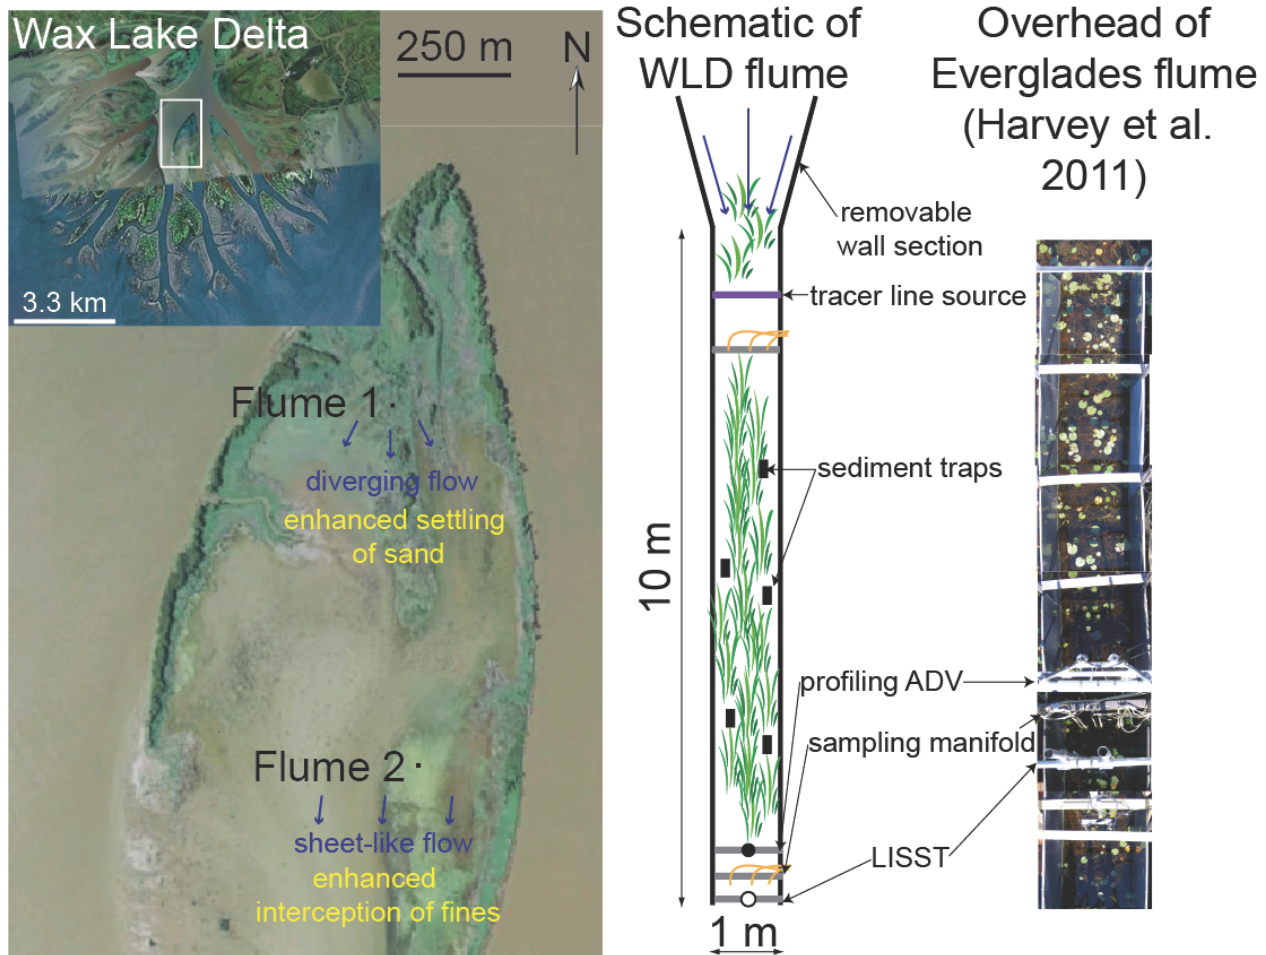 Wax Lake Delta
250 m
N
3.3 km
Flume 1
diverging flow
enhanced settling
of sand
Flume 2
sheet-like flow
enhanced
interception of fines
Schematic of
WLD flume
removable
wall section
tracer line source
sediment traps
10 m
profiling ADV
sampling manifold
LISST
1 m
Overhead of
Everglades flume
(Harvey et al.
2011)